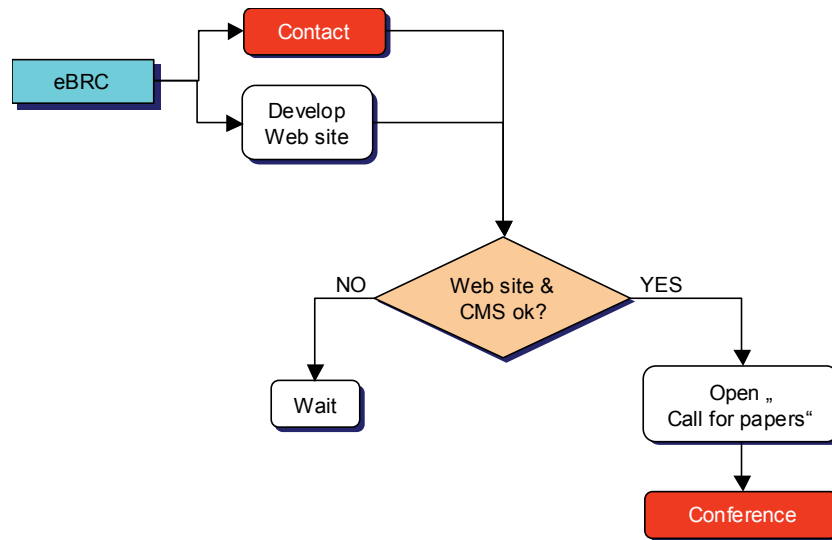 Contact
eBRC
Develop
Web site
NO
Web site &
CMS ok?
YES
Wait
Open „
Call for papers“
Conference